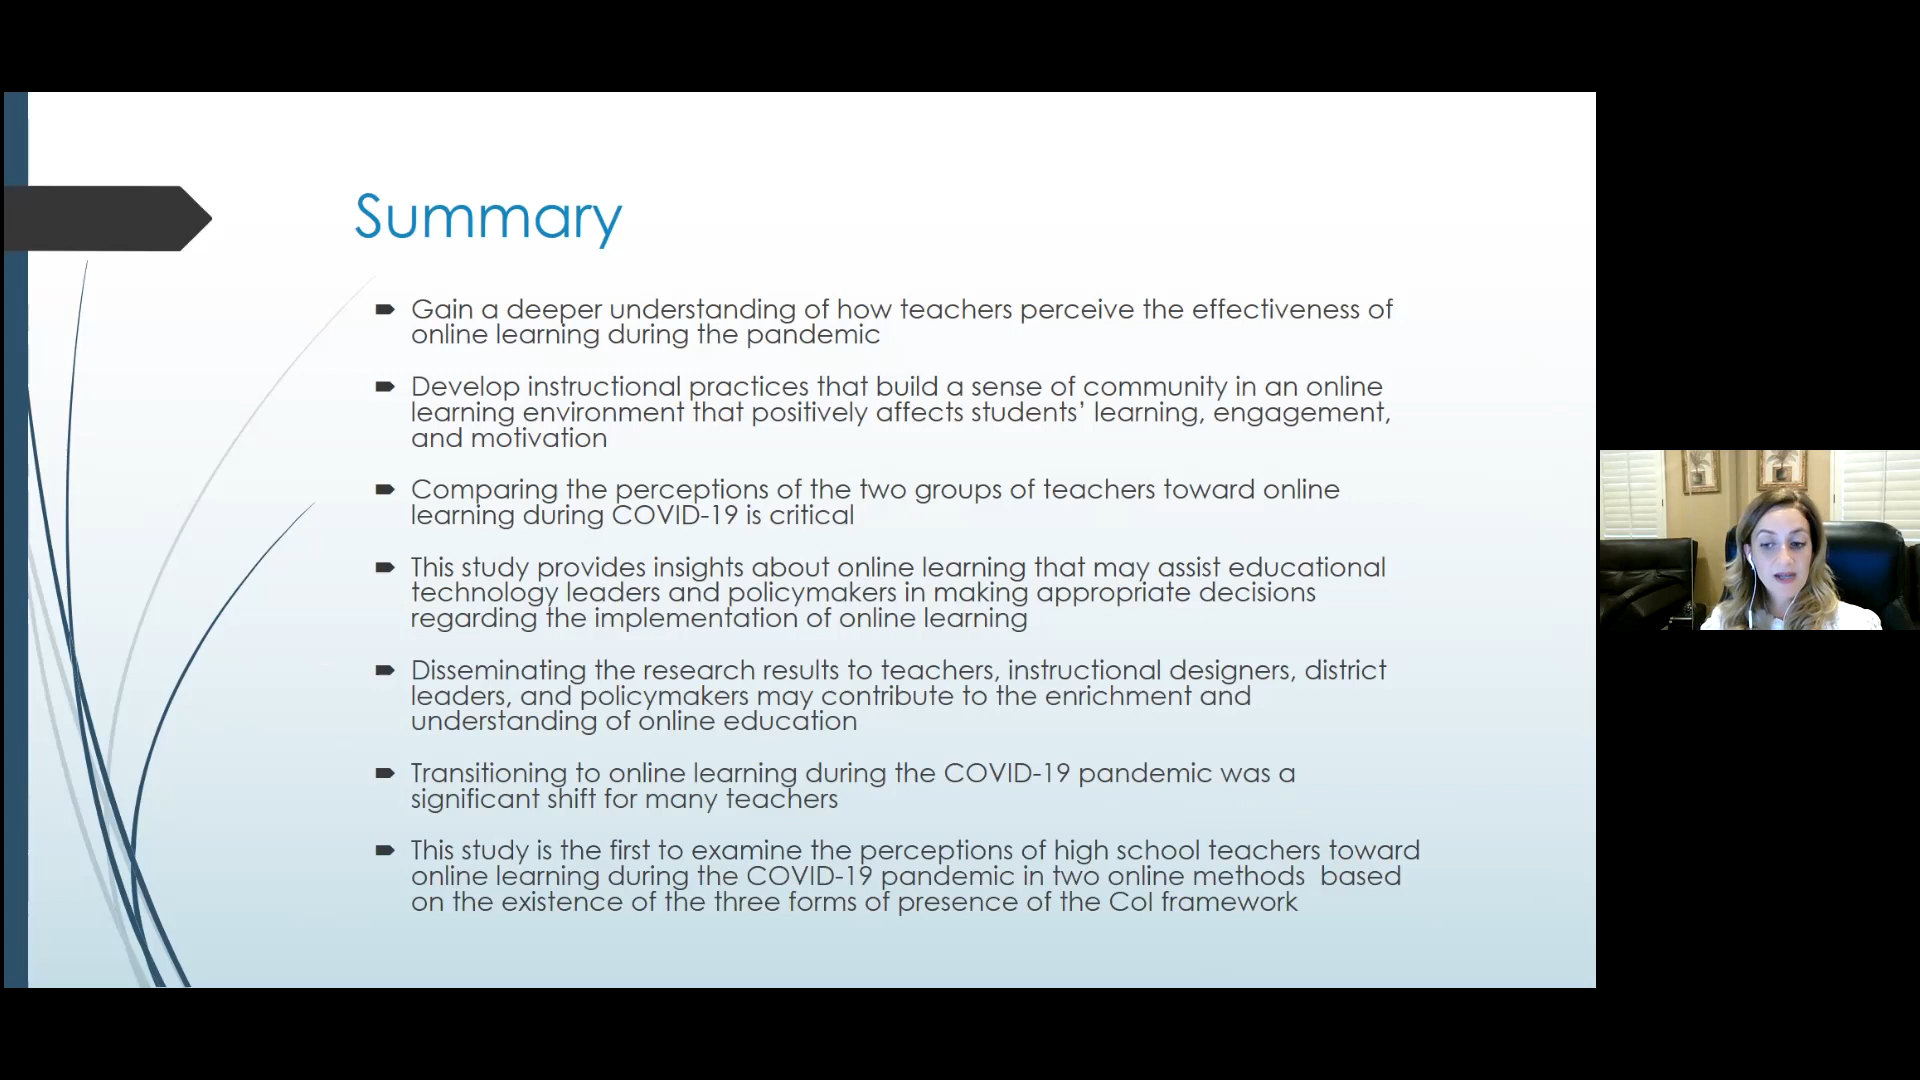 Summary
Gain a deeper understanding of how teachers perceive the effectiveness of
online learning during the pandemic
Develop instructional practices that build a sense of community in an online
learning environment that positively affects students’ learning, engagement,
and motivation
Comparing the perceptions of the two groups of teachers toward online
learning during COVID-19 is critical
This study provides insights about online learning that may assist educational
technology leaders and policymakers in making appropriate decisions
regarding the implementation of online learning
Disseminating the research results to teachers, instructional designers, district
leaders, and policymakers may contribute to the enrichment and
understanding of online education
Transitioning to online learning during the COVID-19 pandemic was a
significant shift for many teachers
This study is the first to examine the perceptions of high school teachers toward
online learning during the COVID-19 pandemic in two online methods  based
on the existence of the three forms of presence of the CoI framework